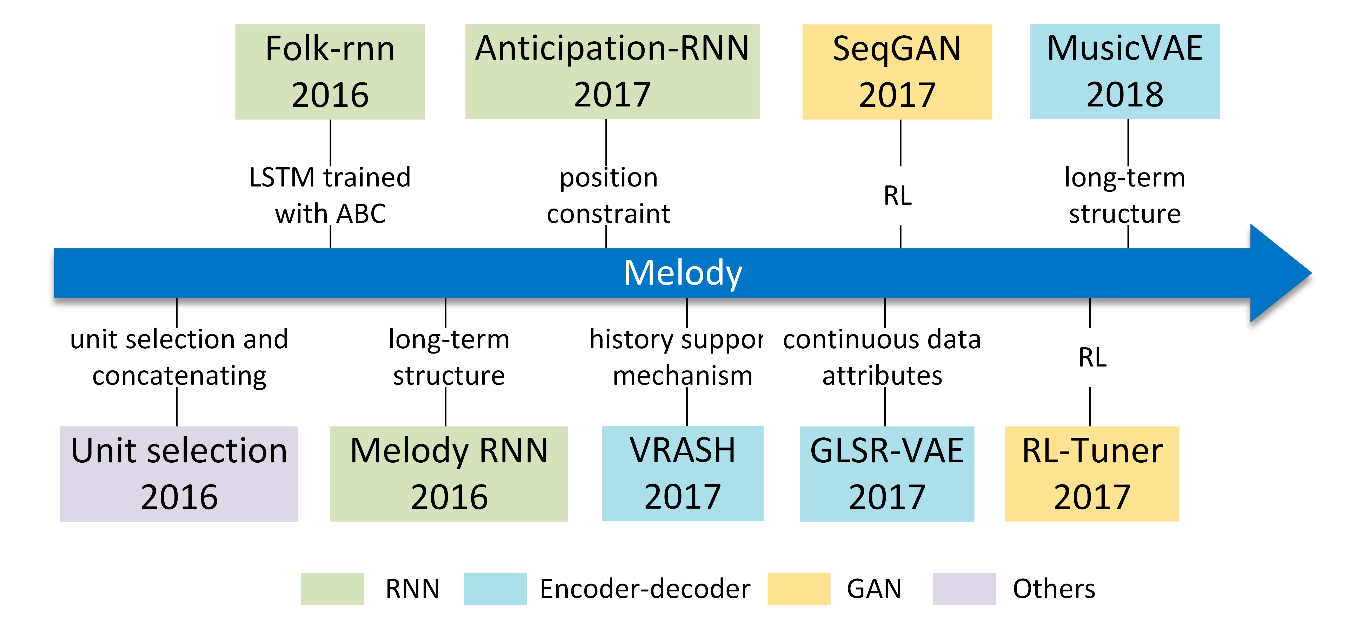 Folk-rnn
2016
Anticipation-RNN
2017
SeqGAN
2017
MusicVAE
2018
LSTM trained
with ABC
position
constraint
RL
long-term
structure
Melody
unit selection and
concatenating
long-term
structure
history suppor
mechanism
continuous data
attributes
RL
Unit selection
2016
Melody RNN
2016
VRASH
2017
GLSR-VAE
2017
RL-Tuner
2017
RNN
Encoder-decoder
GAN
Others